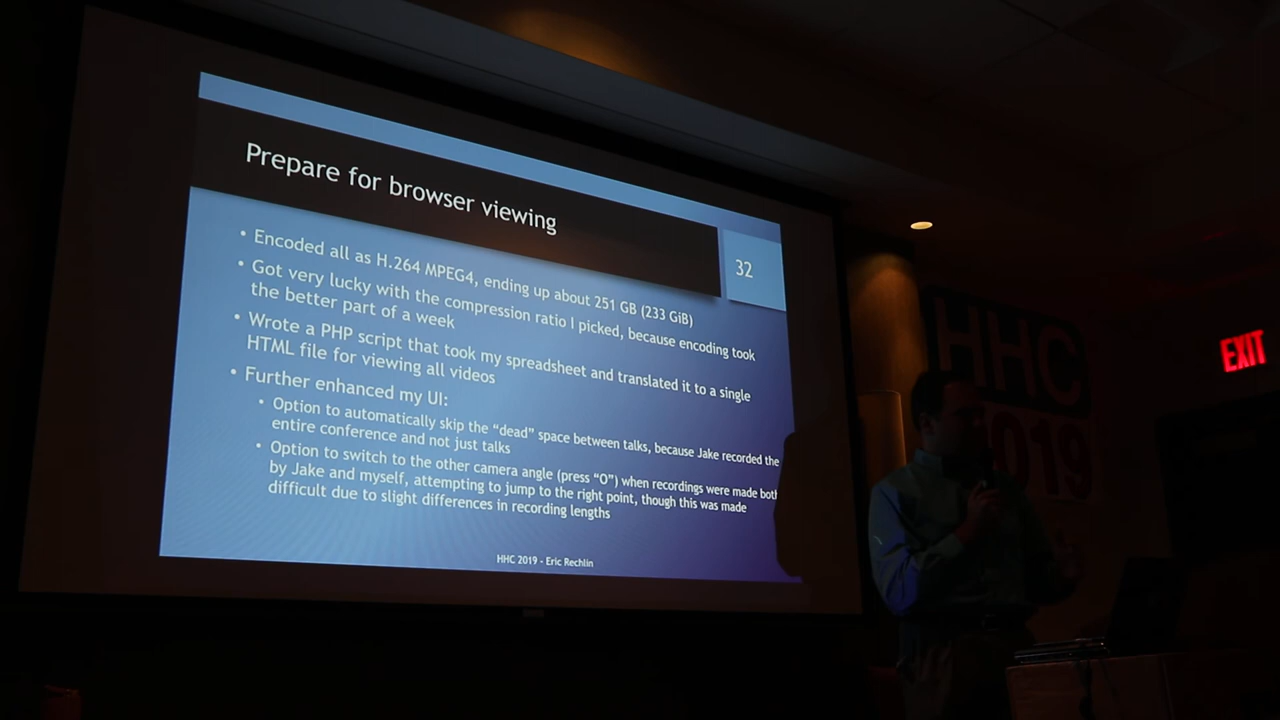 Prepare for browser viewing
32
• Encoded all as H.264 MPEG4, ending up about 251 GB (233 GiB)
• Got very lucky with the compression ratio I picked, because encoding took
the better part of a week
• Wrote a PHP script that took my spreadsheet and translated it to a single
HTML file for viewing all videos
• Further enhanced my UI:
• Option to automatically skip the “dead” space between talks, because Jake recorded the
entire conference and not just talks
• Option to switch to the other camera angle (press “O”) when recordings were made both
by Jake and myself, attempting to jump to the right point, though this was made
difficult due to slight differences in recording lengths
HHC 2019 - Eric Rechlin
HHC
2019
EXIT